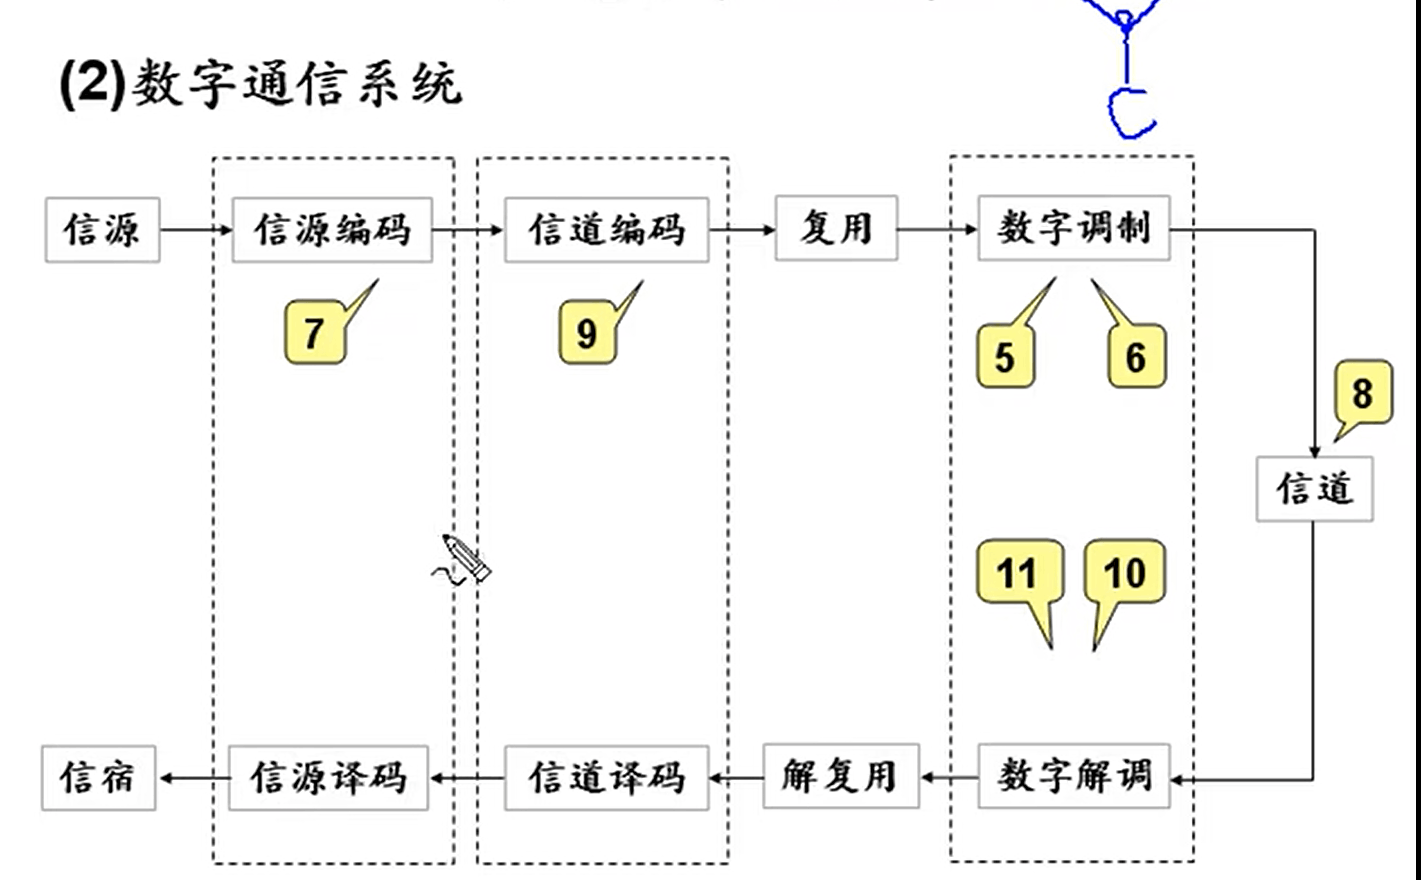 C
(2)数字通信系统
信源 信源编码 信道编码 复用 数字调制
7 9 5 6
8
信道
11 10
信宿 信源译码 信道译码 解复用 数字解调